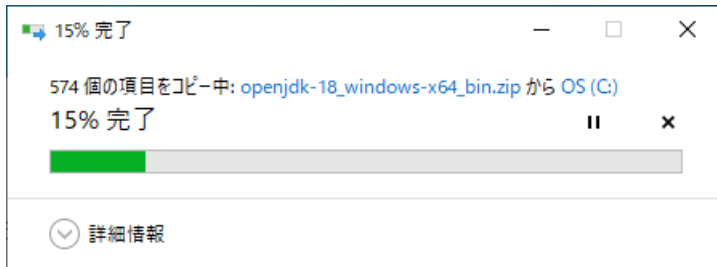 15% 完了
574 個の項目をコピー中: openjdk-18_windows-x64_bin.zip から OS (C:)
15% 完了
詳細情報